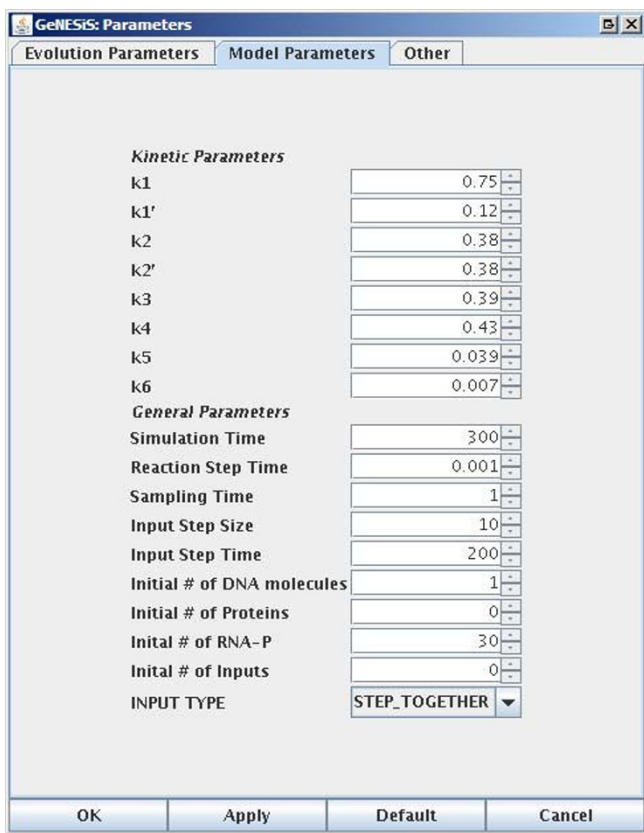 GeNESiS: Parameters
Evolution Parameters Model Parameters Other
Kinetic Parameters
k1 0.75
k1' 0.12
k2 0.38
k2' 0.38
k3 0.39
k4 0.43
k5 0.039
k6 0.007
General Parameters
Simulation Time 300
Reaction Step Time 0.001
Sampling Time 1
Input Step Size 10
Input Step Time 200
Initial # of DNA molecules 1
Initial # of Proteins 0
Inital # of RNA-P 30
Inital # of Inputs 0
INPUT TYPE STEP_TOGETHER
OK Apply Default Cancel